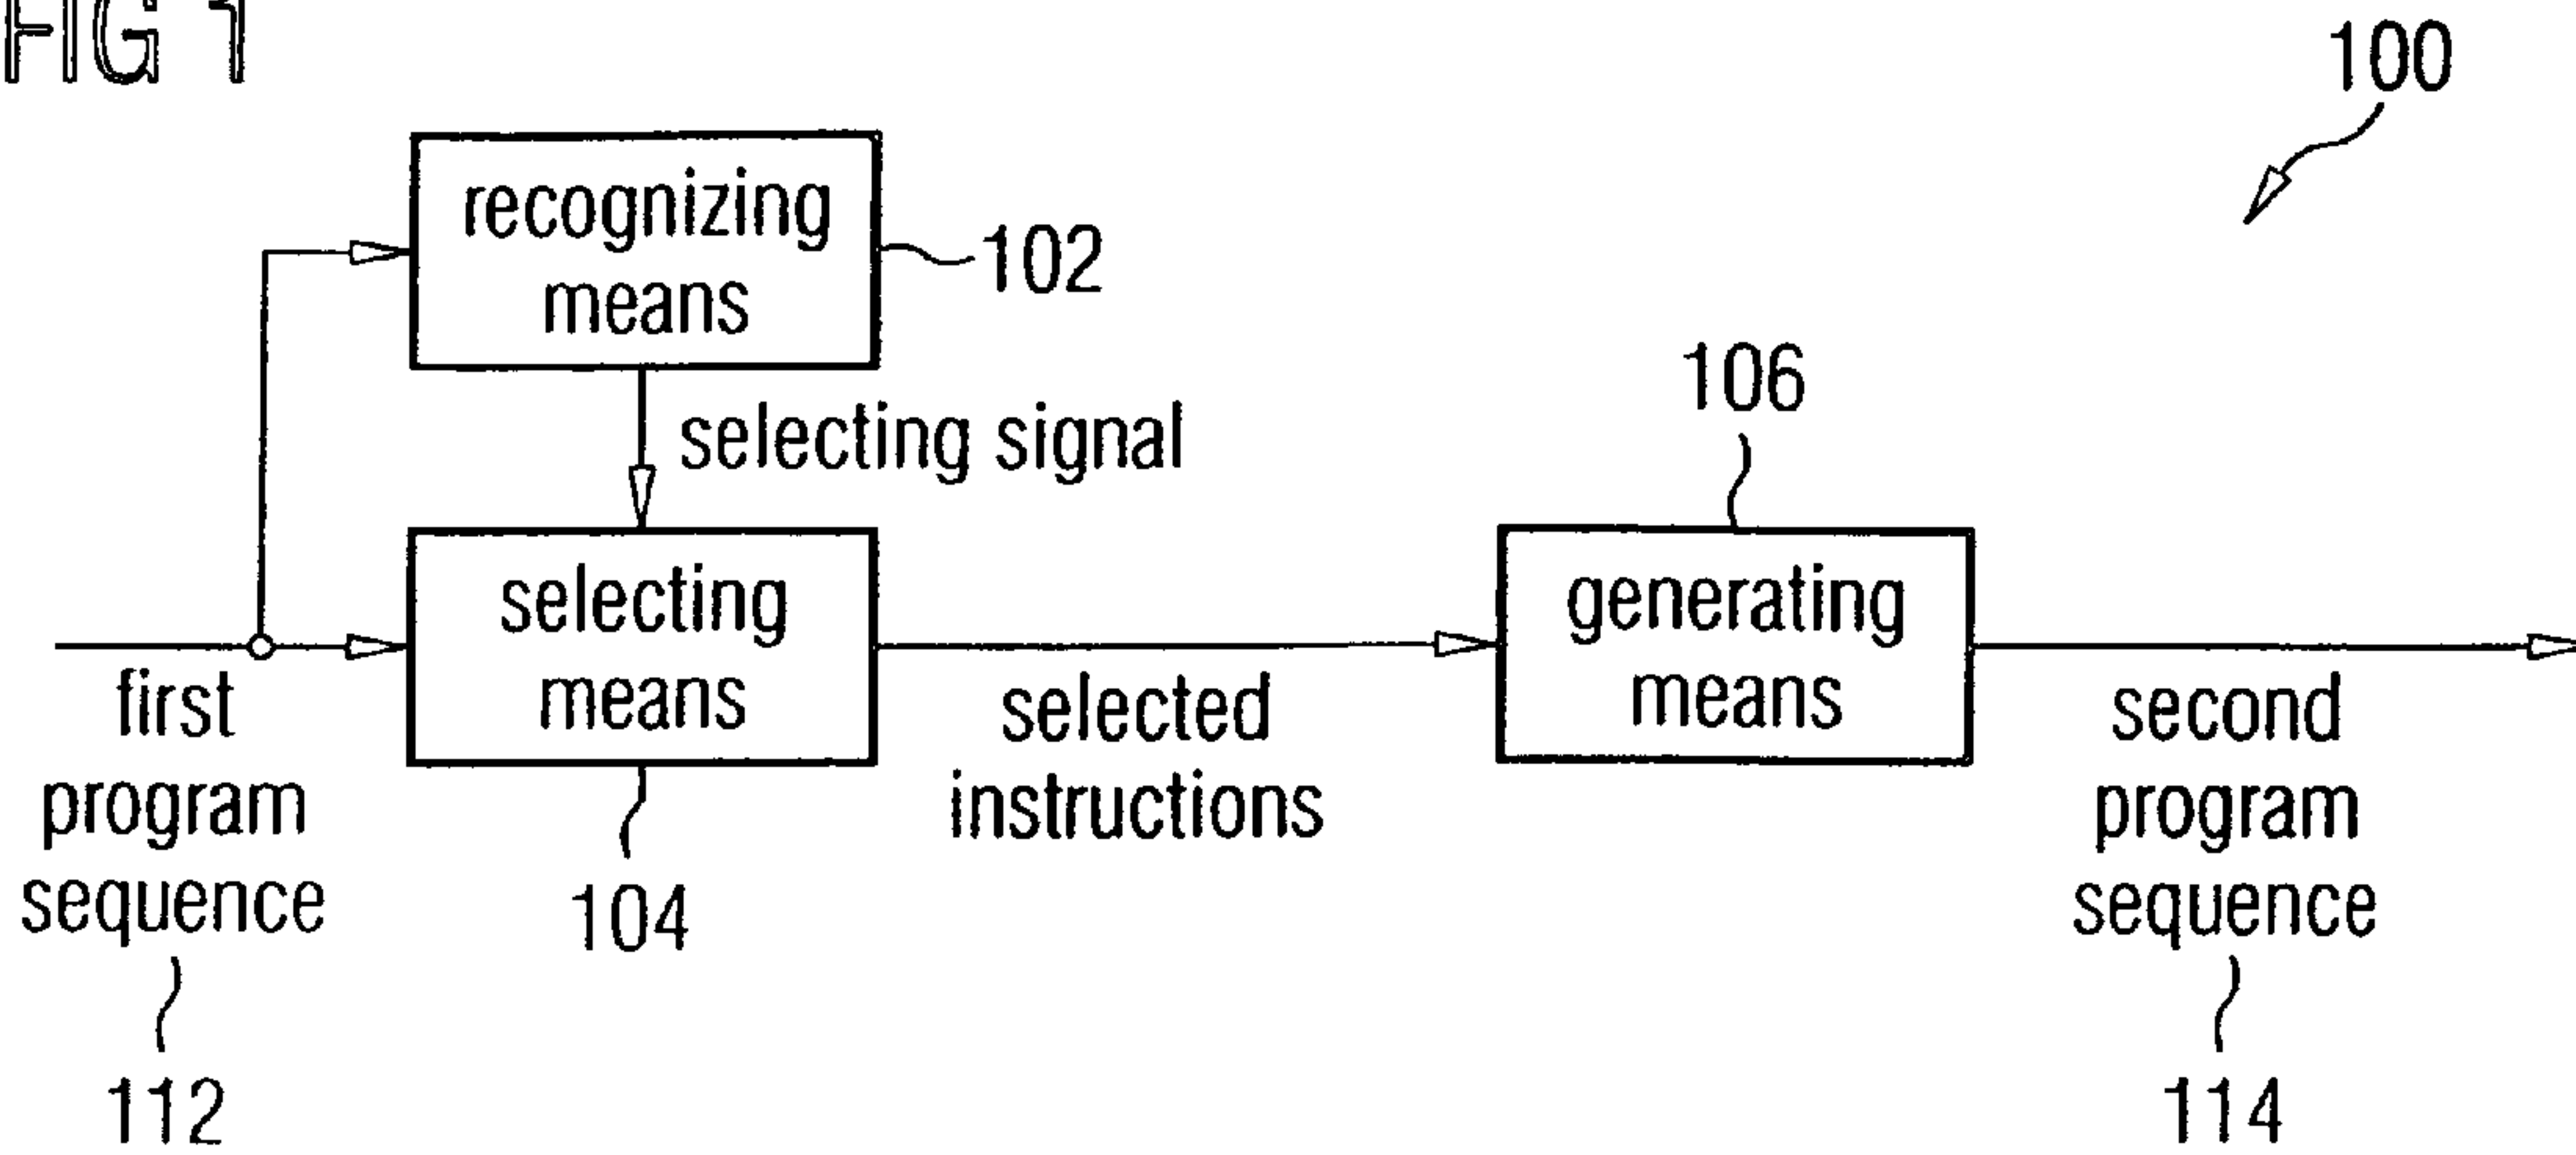 FIG 1
100
recognizing
means
102
selecting signal
106
selecting
means
generating
means
first
program
sequence
selected
instructions
second
program
sequence
104
112
114